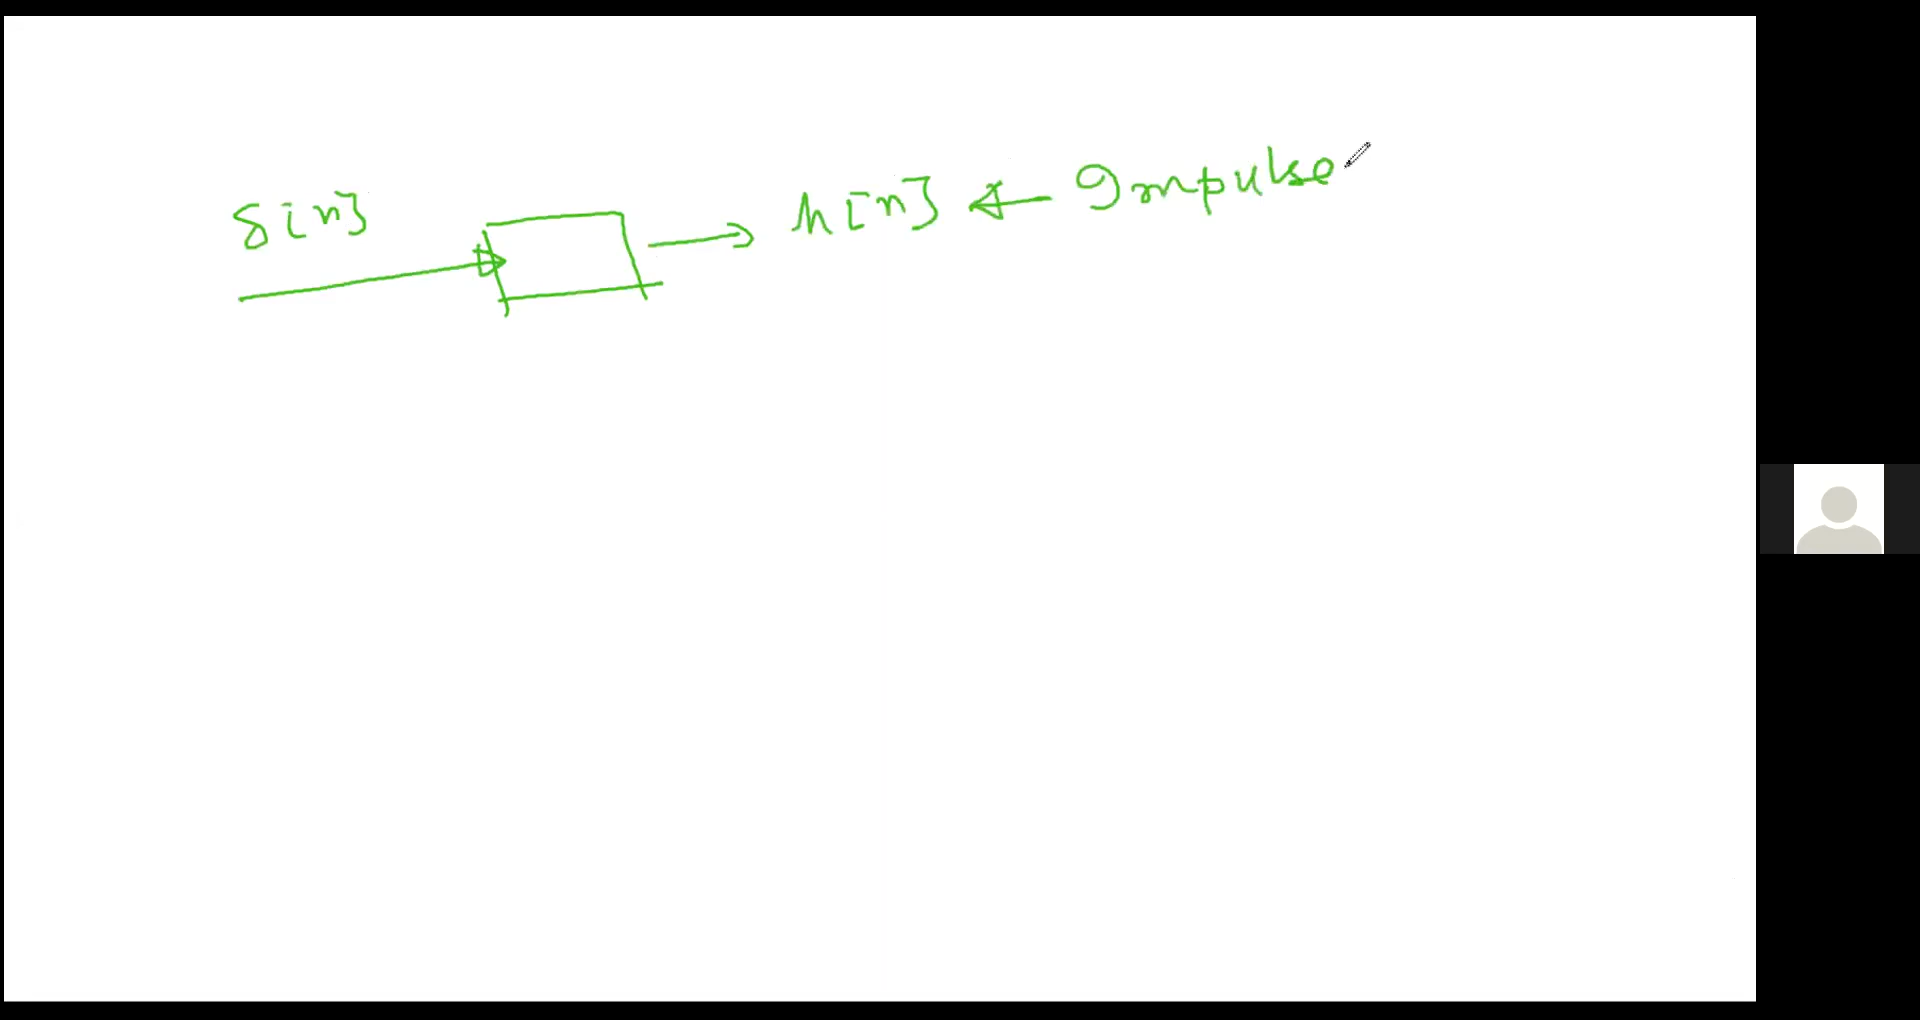 δ[n] → h[n] ← Impulse